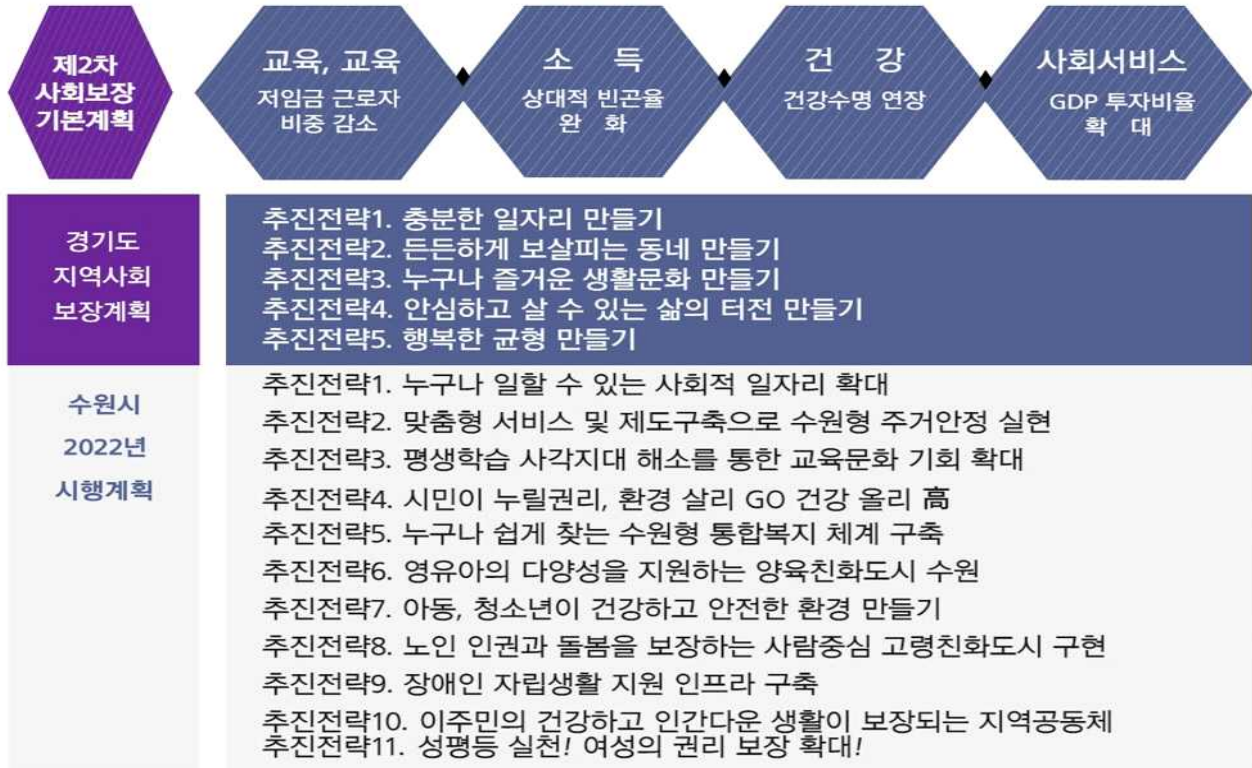 제2차
사회보장
기본계획
교육, 교육
저임금 근로자
비중 감소
소 득
상대적 빈곤율
완 화
건 강
건강수명 연장
사회서비스
GDP 투자비율
확 대
경기도
지역사회
보장계획
추진전략1. 충분한 일자리 만들기
추진전략2. 든든하게 보살피는 동네 만들기
추진전략3. 누구나 즐거운 생활문화 만들기
추진전략4. 안심하고 살 수 있는 삶의 터전 만들기
추진전략5. 행복한 균형 만들기
수원시
2022년
시행계획
추진전략1. 누구나 일할 수 있는 사회적 일자리 확대
추진전략2. 맞춤형 서비스 및 제도구축으로 수원형 주거안정 실현
추진전략3. 평생학습 사각지대 해소를 통한 교육문화 기회 확대
추진전략4. 시민이 누릴권리, 환경 살리 GO 건강 올리 高
추진전략5. 누구나 쉽게 찾는 수원형 통합복지 체계 구축
추진전략6. 영유아의 다양성을 지원하는 양육친화도시 수원
추진전략7. 아동, 청소년이 건강하고 안전한 환경 만들기
추진전략8. 노인 인권과 돌봄을 보장하는 사람중심 고령친화도시 구현
추진전략9. 장애인 자립생활 지원 인프라 구축
추진전략10. 이주민의 건강하고 인간다운 생활이 보장되는 지역공동체
추진전략11. 성평등 실천! 여성의 권리 보장 확대!